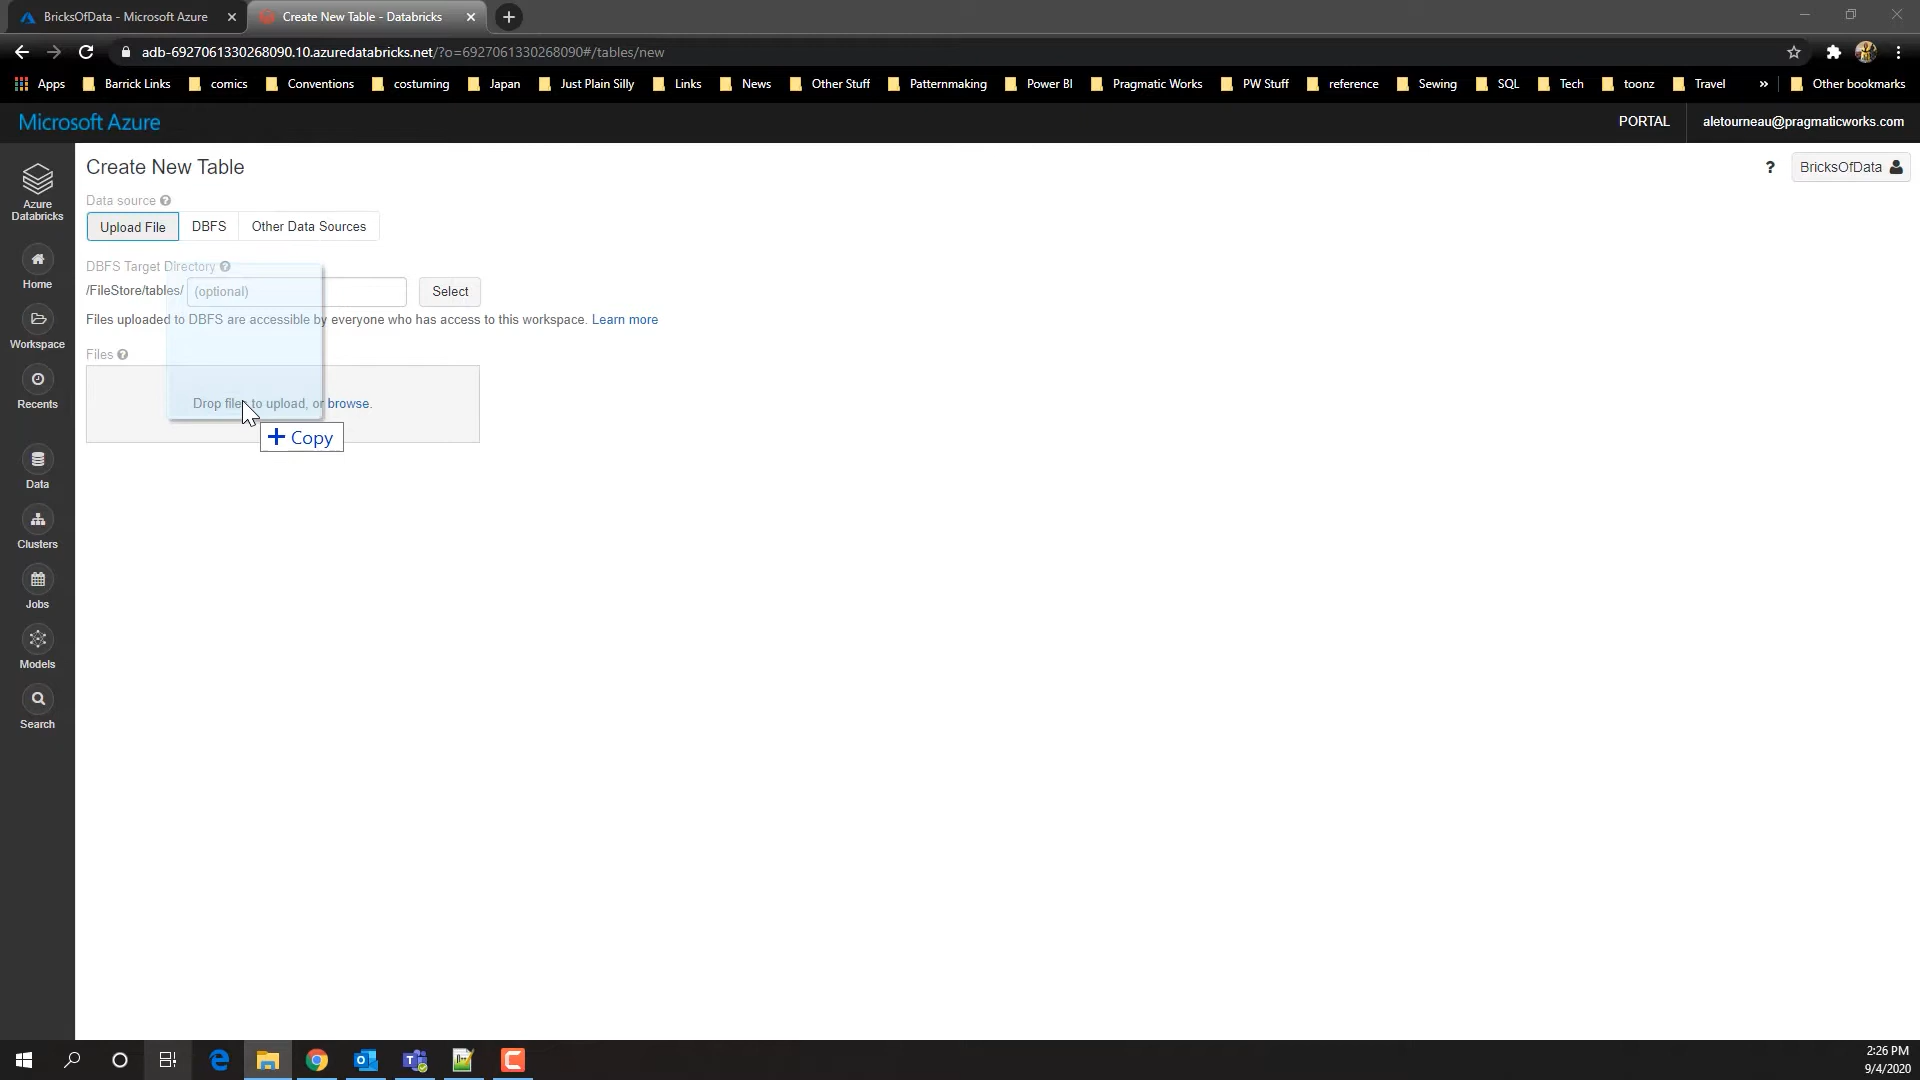 BricksOfData - Microsoft Azure
Create New Table - Databricks
adb-6927061330268090.10.azuredatabricks.net/?o=6927061330268090#/tables/new
Apps Barrick Links comics Conventions costuming Japan Just Plain Silly Links News Other Stuff Patternmaking Power BI Pragmatic Works PW Stuff reference Sewing SQL Tech toonz Travel » Other bookmarks
Microsoft Azure
PORTAL
aletourneau@pragmaticworks.com
Azure
Databricks
Home
Workspace
Recents
Data
Clusters
Jobs
Models
Search
Create New Table
?
BricksOfData
Data source ?
Upload File DBFS Other Data Sources
DBFS Target Directory ?
/FileStore/tables/ (optional) Select
Files uploaded to DBFS are accessible by everyone who has access to this workspace. Learn more
Files ?
Drop files to upload, or browse.
+ Copy
2:26 PM
9/4/2020